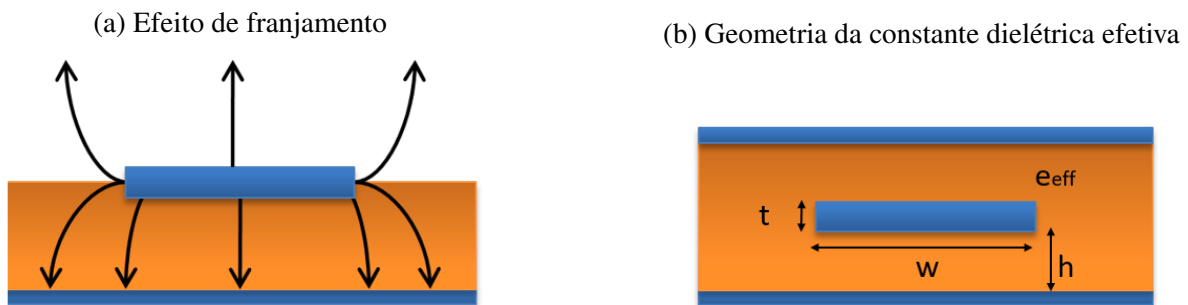 (a) Efeito de franjamento
(b) Geometria da constante dielétrica efetiva
eeff
t
w
h